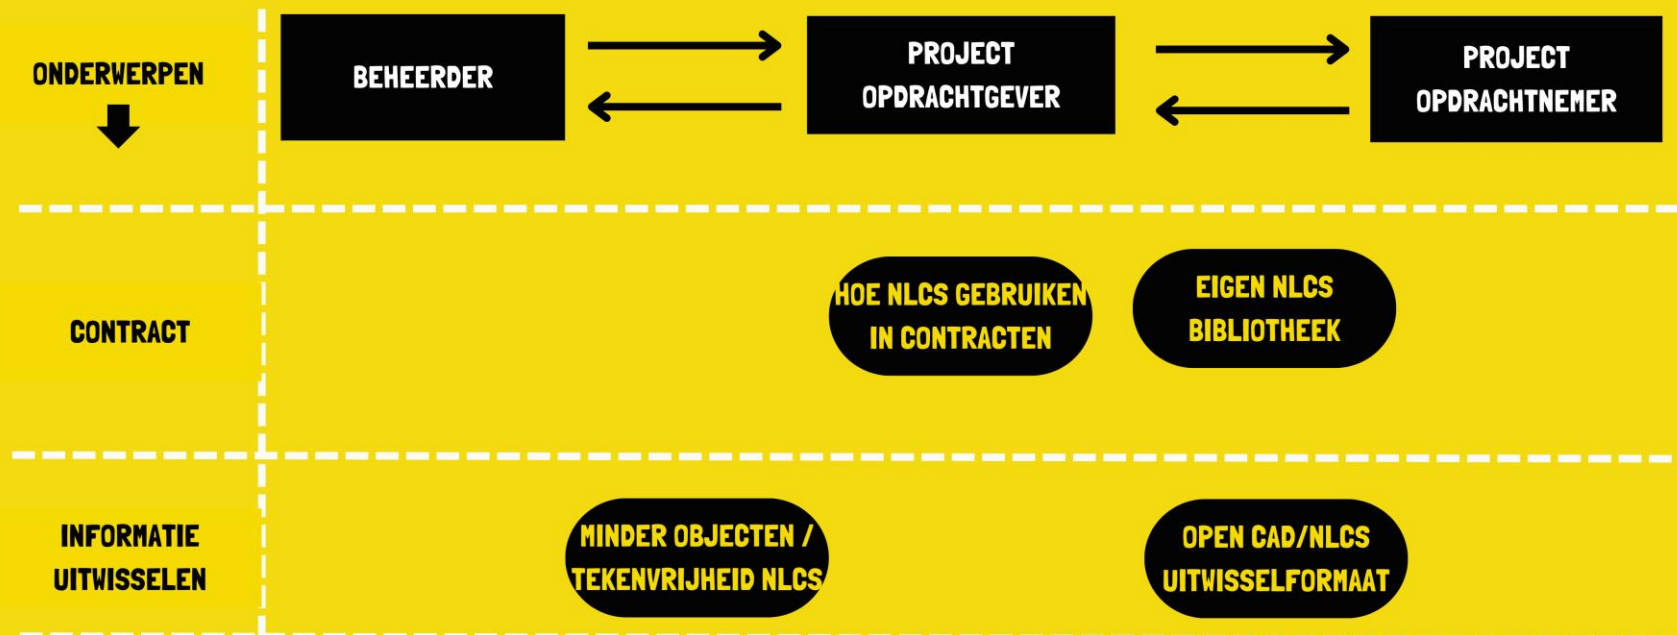 ONDERWERPEN
BEHEERDER
PROJECT
OPDRACHTGEVER
PROJECT
OPDRACHTNEMER
CONTRACT
HOE NLCS GEBRUIKEN
IN CONTRACTEN
EIGEN NLCS
BIBLIOTHEEK
INFORMATIE
UITWISSELEN
MINDER OBJECTEN /
TEKENVRIJHEID NLCS
OPEN CAD/NLCS
UITWISSELFORMAAT